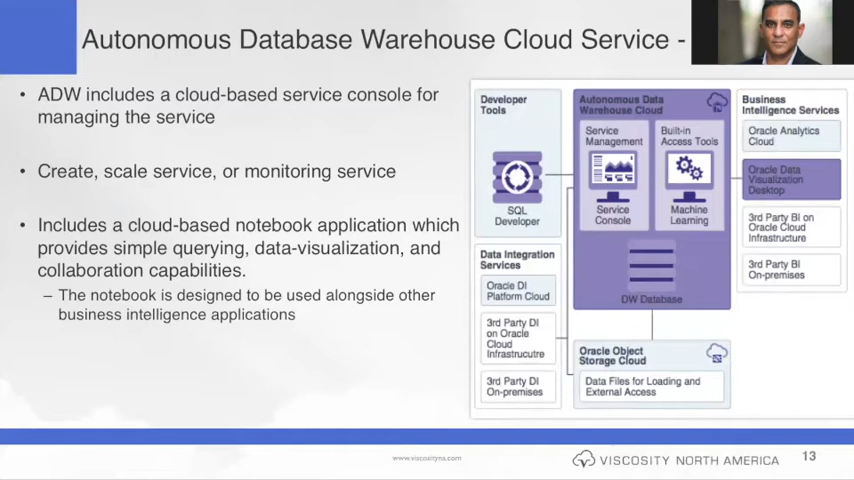 Autonomous Database Warehouse Cloud Service -
• ADW includes a cloud-based service console for
managing the service
• Create, scale service, or monitoring service
• Includes a cloud-based notebook application which
provides simple querying, data-visualization, and
collaboration capabilities.
– The notebook is designed to be used alongside other
business intelligence applications
Developer
Tools
SQL
Developer
Data Integration
Services
Oracle DI
Platform Cloud
3rd Party DI
on Oracle
Cloud
Infrastrucutre
3rd Party DI
On-premises
Autonomous Data
Warehouse Cloud
Service
Management
Service
Console
Built-in
Access Tools
Machine
Learning
DW Database
Oracle Object
Storage Cloud
Data Files for Loading and
External Access
Business
Intelligence Services
Oracle Analytics
Cloud
Oracle Data
Visualization
Desktop
3rd Party BI on
Oracle Cloud
Infrastructure
3rd Party BI
On-premises
www.viscosityna.com
VISCOSITY NORTH AMERICA
13